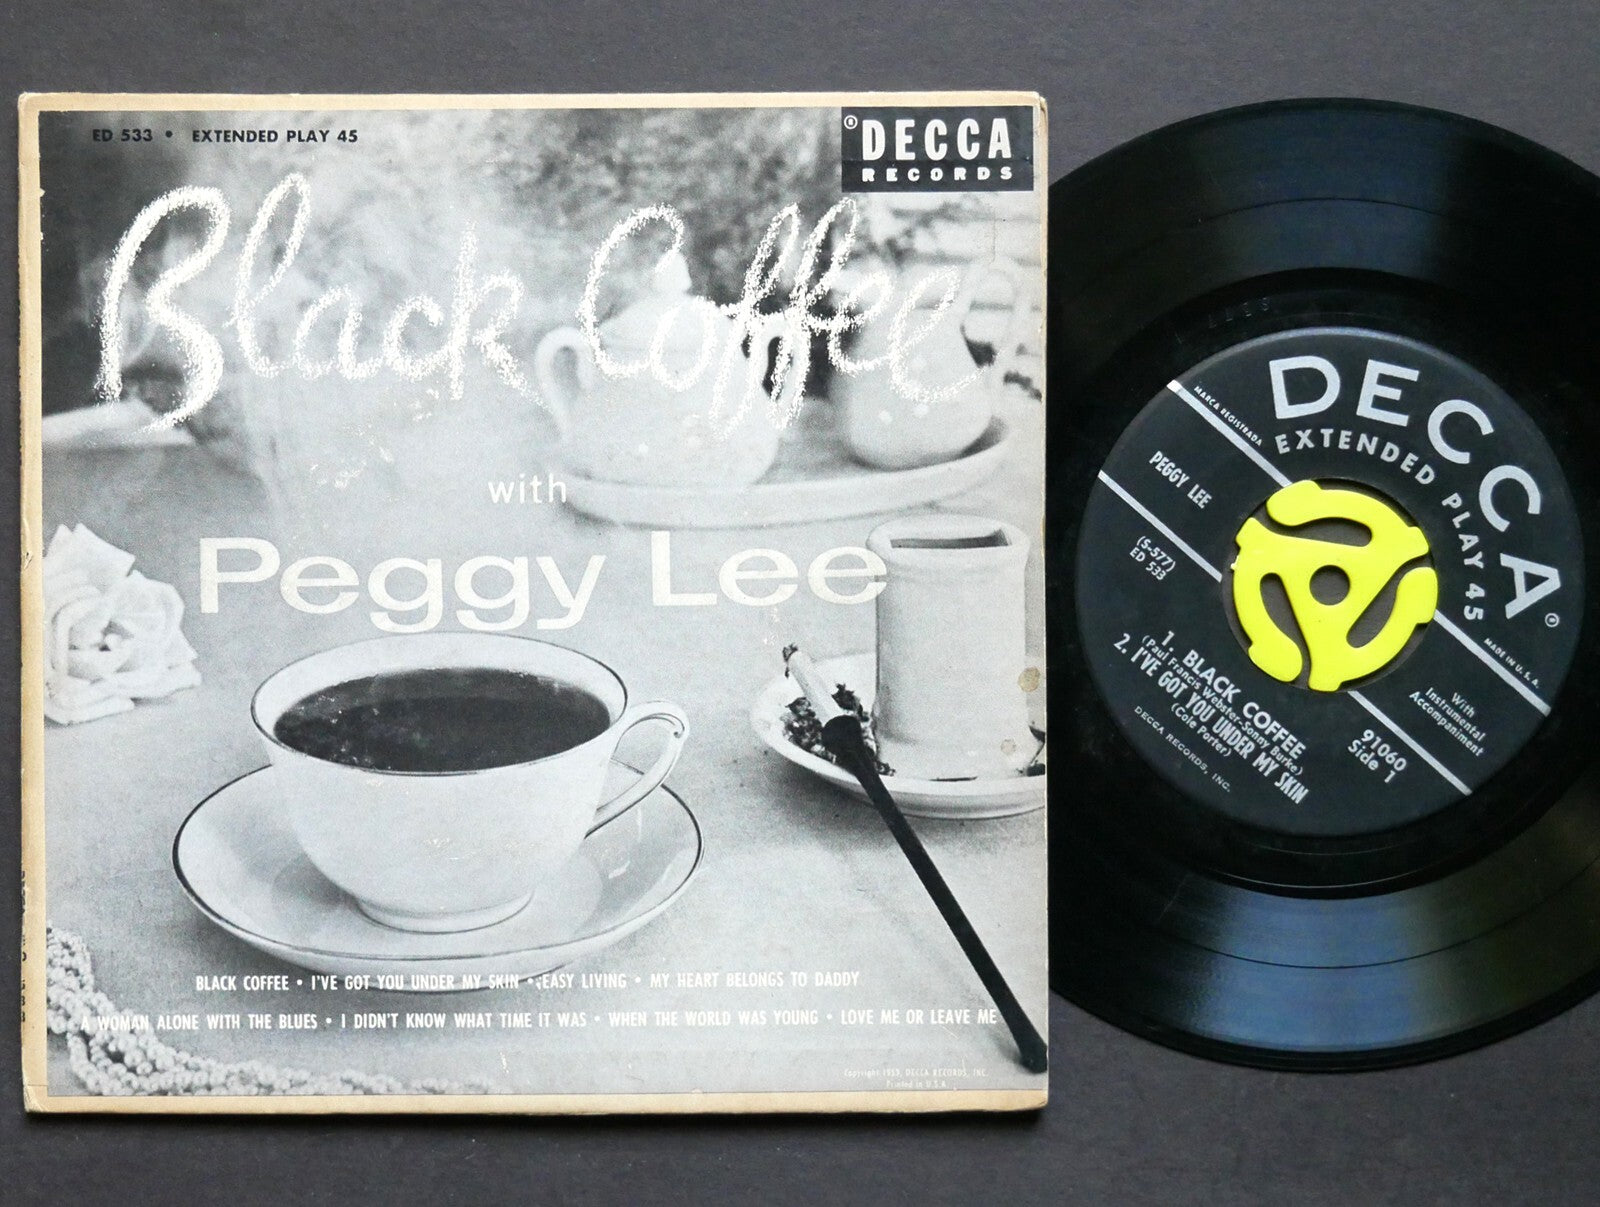 ED 533 • EXTENDED PLAY 45
® DECCA
RECORDS
Black Coffee
with
Peggy Lee
BLACK COFFEE • I'VE GOT YOU UNDER MY SKIN • EASY LIVING • MY HEART BELONGS TO DADDY
A WOMAN ALONE WITH THE BLUES • I DIDN'T KNOW WHAT TIME IT WAS • WHEN THE WORLD WAS YOUNG • LOVE ME OR LEAVE ME
Copyright 1953, DECCA RECORDS, INC.
Printed in U.S.A.
DECCA®
EXTENDED PLAY 45
MARCA REGISTRADA
MADE IN U.S.A.
PEGGY LEE
(S-577)
ED 533
With
Instrumental
Accompaniment
91060
Side 1
1. BLACK COFFEE
(Paul Francis Webster-Sonny Burke)
2. I'VE GOT YOU UNDER MY SKIN
(Cole Porter)
DECCA RECORDS, INC.